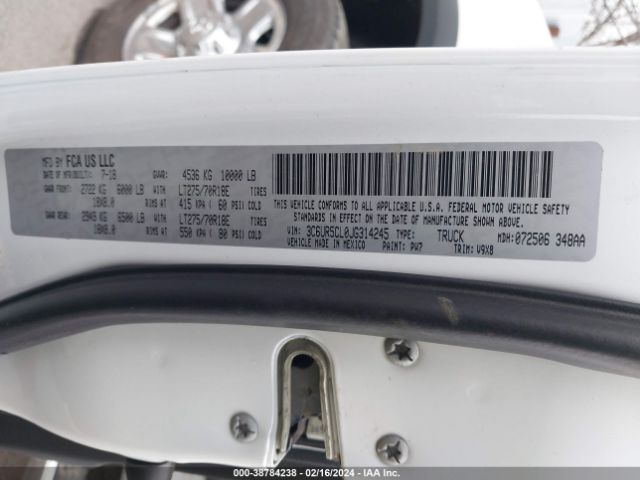 MFD BY FCA US LLC
DATE OF MFR/BUILT: 7-18 GVWR: 4536 KG 10000 LB
GAWR FRONT: 2722 KG 6000 LB WITH LT275/70R18E TIRES
18X8.0 RIMS AT 415 KPA ( 60 PSI) COLD
GAWR REAR: 2949 KG 6500 LB WITH LT275/70R18E TIRES
18X8.0 RIMS AT 550 KPA ( 80 PSI) COLD
THIS VEHICLE CONFORMS TO ALL APPLICABLE U.S.A. FEDERAL MOTOR VEHICLE SAFETY
STANDARDS IN EFFECT ON THE DATE OF MANUFACTURE SHOWN ABOVE.
VIN: 3C6UR5CL0JG314245 TYPE: TRUCK MDH: 072506 348AA
VEHICLE MADE IN MEXICO PAINT: PW7 TRIM: V9X8
000-38784238 - 02/16/2024 - IAA Inc.